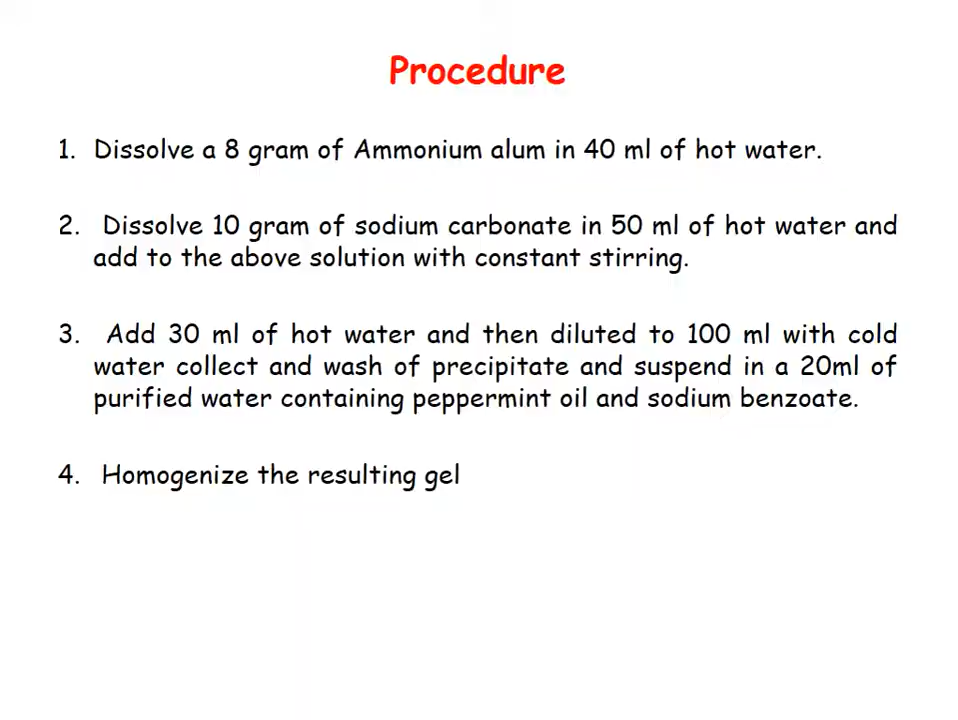 Procedure
1. Dissolve a 8 gram of Ammonium alum in 40 ml of hot water.
2. Dissolve 10 gram of sodium carbonate in 50 ml of hot water and
add to the above solution with constant stirring.
3. Add 30 ml of hot water and then diluted to 100 ml with cold
water collect and wash of precipitate and suspend in a 20ml of
purified water containing peppermint oil and sodium benzoate.
4. Homogenize the resulting gel